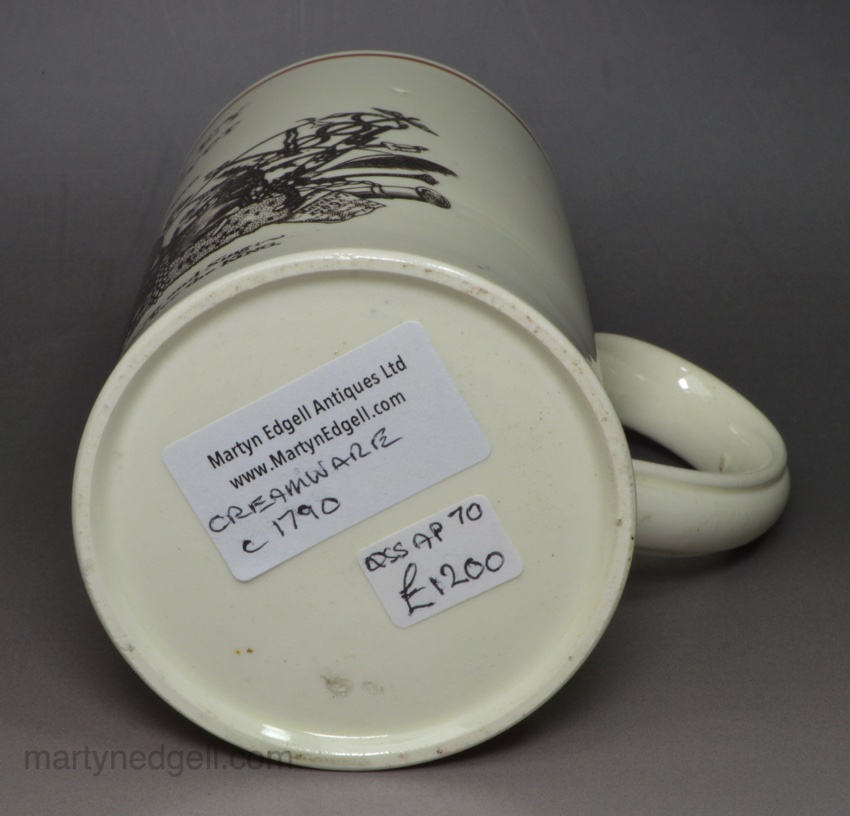 Martyn Edgell Antiques Ltd
www.MartynEdgell.com
CREAMWARE
c 1790
QSS AP 70
£1200
martynedgell.com